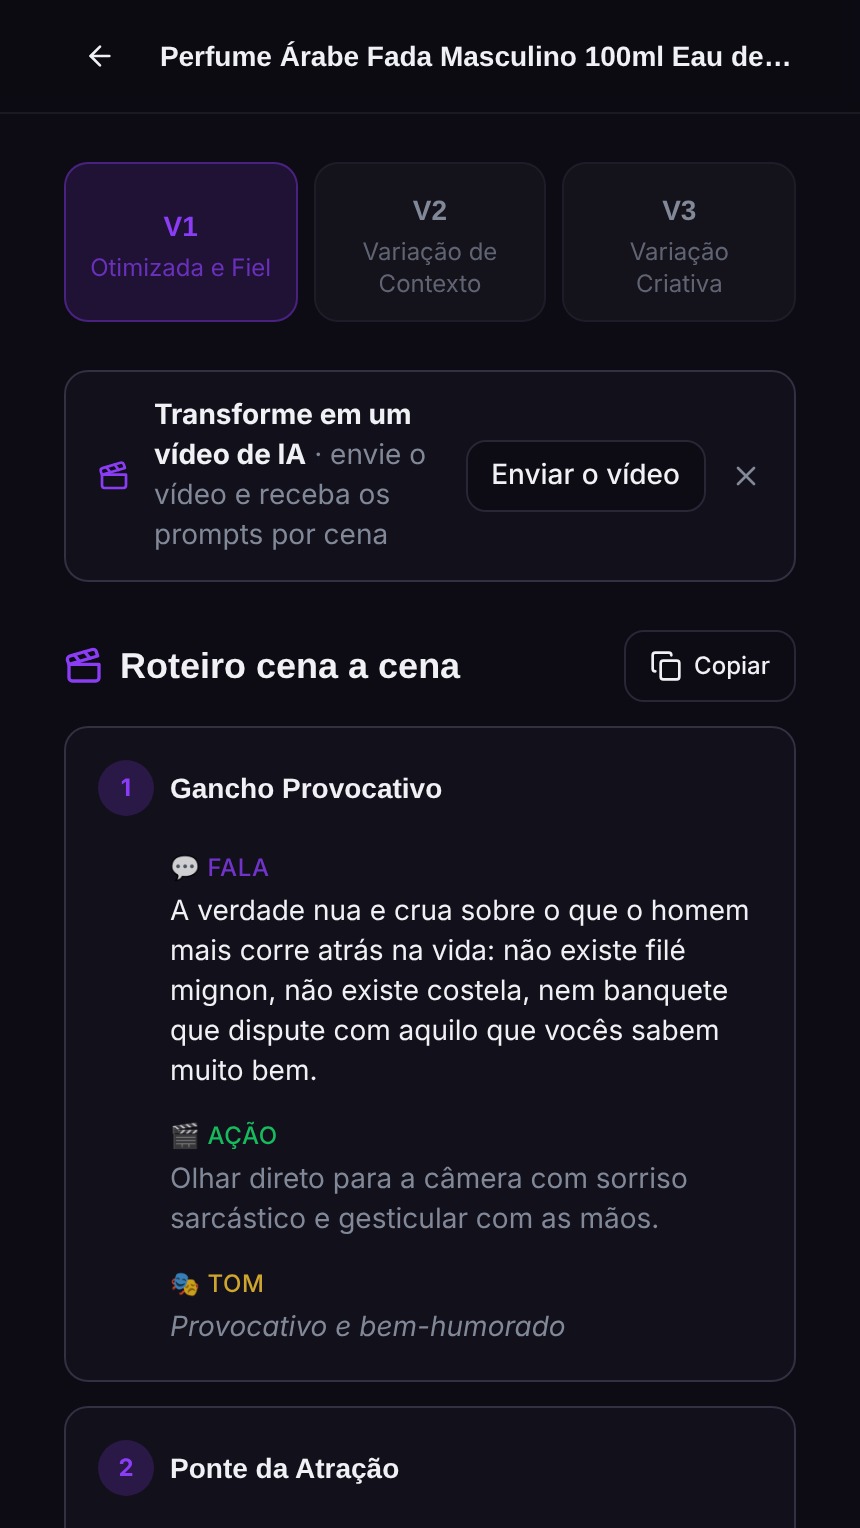 Perfume Árabe Fada Masculino 100ml Eau de...
V1
Otimizada e Fiel
V2
Variação de
Contexto
V3
Variação
Criativa
Transforme em um
vídeo de IA · envie o
vídeo e receba os
prompts por cena
Enviar o vídeo
Roteiro cena a cena
Copiar
1
Gancho Provocativo
FALA
A verdade nua e crua sobre o que o homem
mais corre atrás na vida: não existe filé
mignon, não existe costela, nem banquete
que dispute com aquilo que vocês sabem
muito bem.
AÇÃO
Olhar direto para a câmera com sorriso
sarcástico e gesticular com as mãos.
TOM
Provocativo e bem-humorado
2
Ponte da Atração